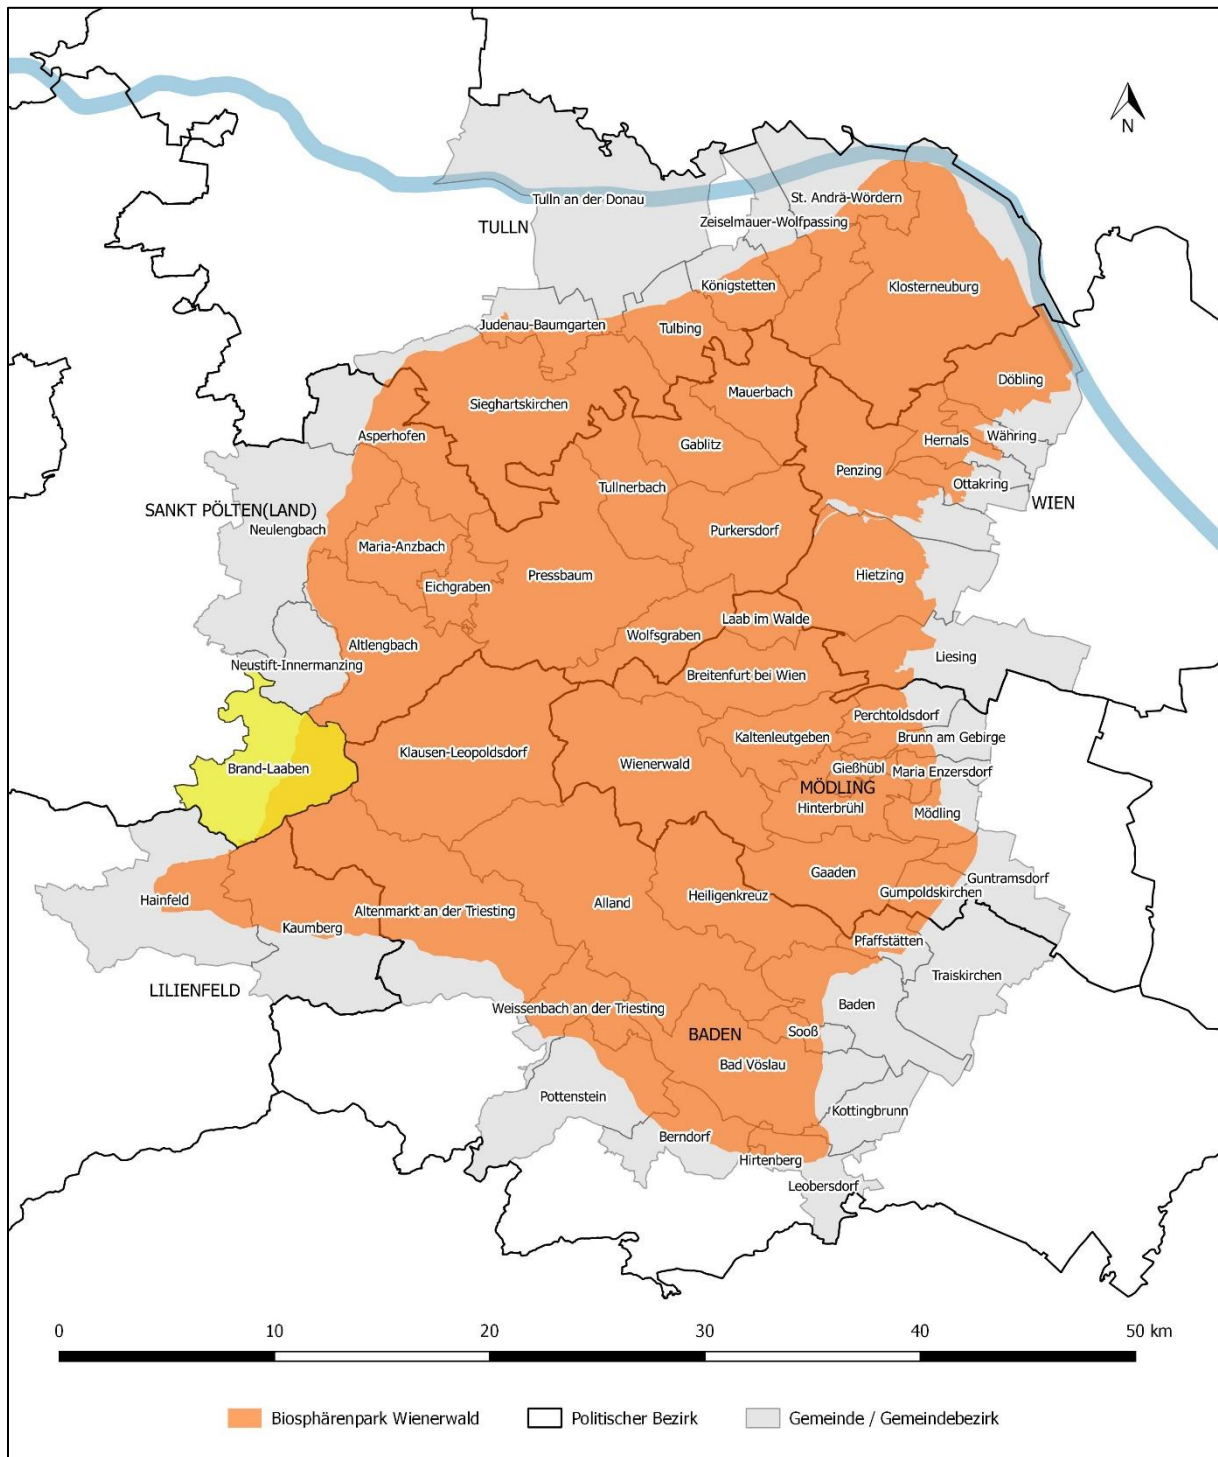 N
Tulln an der Donau
St. Andrä-Wördern
Zeiselmauer-Wolfpassing
TULLN
Königstetten
Klosterneuburg
Judenau-Baumgarten
Tulbing
Döbling
Mauerbach
Sieghartskirchen
Asperhofen
Währing
Hernals
Gablitz
Penzing
Ottakring
Tullnerbach
WIEN
SANKT PÖLTEN(LAND)
Neulengbach
Purkersdorf
Maria-Anzbach
Pressbaum
Hietzing
Eichgraben
Laab im Walde
Wolfsgraben
Altlengbach
Liesing
Neustift-Innermanzing
Breitenfurt bei Wien
Perchtoldsdorf
Kaltenleutgeben
Brunn am Gebirge
Klausen-Leopoldsdorf
Wienerwald
Brand-Laaben
Gießhübl
Maria Enzersdorf
MÖDLING
Hinterbrühl
Mödling
Gaaden
Guntramsdorf
Gumpoldskirchen
Heiligenkreuz
Hainfeld
Alland
Altenmarkt an der Triesting
Kaumberg
Pfaffstätten
Traiskirchen
LILIENFELD
Baden
Weissenbach an der Triesting
BADEN
Sooß
Bad Vöslau
Pottenstein
Kottingbrunn
Berndorf
Hirtenberg
Leobersdorf
0 10 20 30 40 50 km
Biosphärenpark Wienerwald Politischer Bezirk Gemeinde / Gemeindebezirk